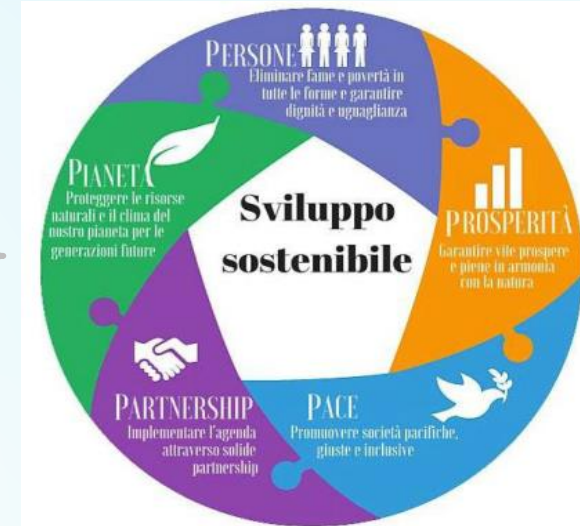 PERSONE
Eliminare fame e povertà in
tutte le forme e garantire
dignità e uguaglianza
PIANETA
Proteggere le risorse
naturali e il clima del
nostro pianeta per le
generazioni future
Sviluppo
sostenibile
PROSPERITÀ
Garantire vite prospere
e piene in armonia
con la natura
PARTNERSHIP
Implementare l'agenda
attraverso solide
partnership
PACE
Promuovere società pacifiche,
giuste e inclusive